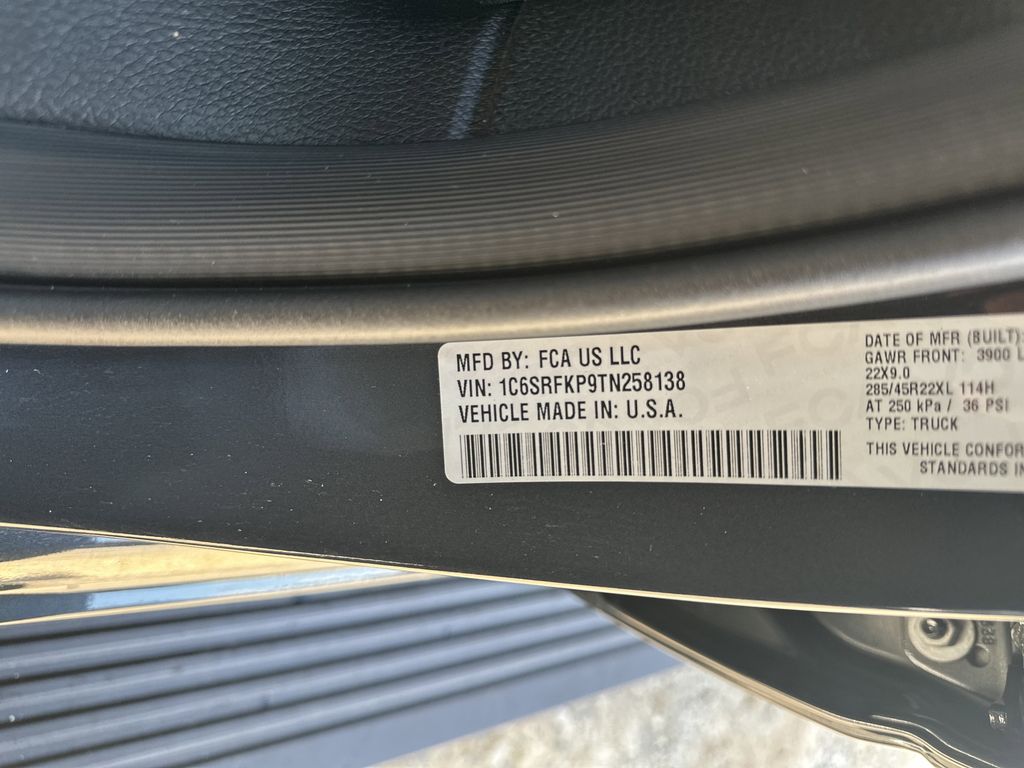 MFD BY: FCA US LLC
VIN: 1C6SRFKP9TN258138
VEHICLE MADE IN: U.S.A.
DATE OF MFR (BUILT):
GAWR FRONT: 3900 L
22X9.0
285/45R22XL 114H
AT 250 kPa / 36 PSI
TYPE: TRUCK
THIS VEHICLE CONFOR
STANDARDS IN